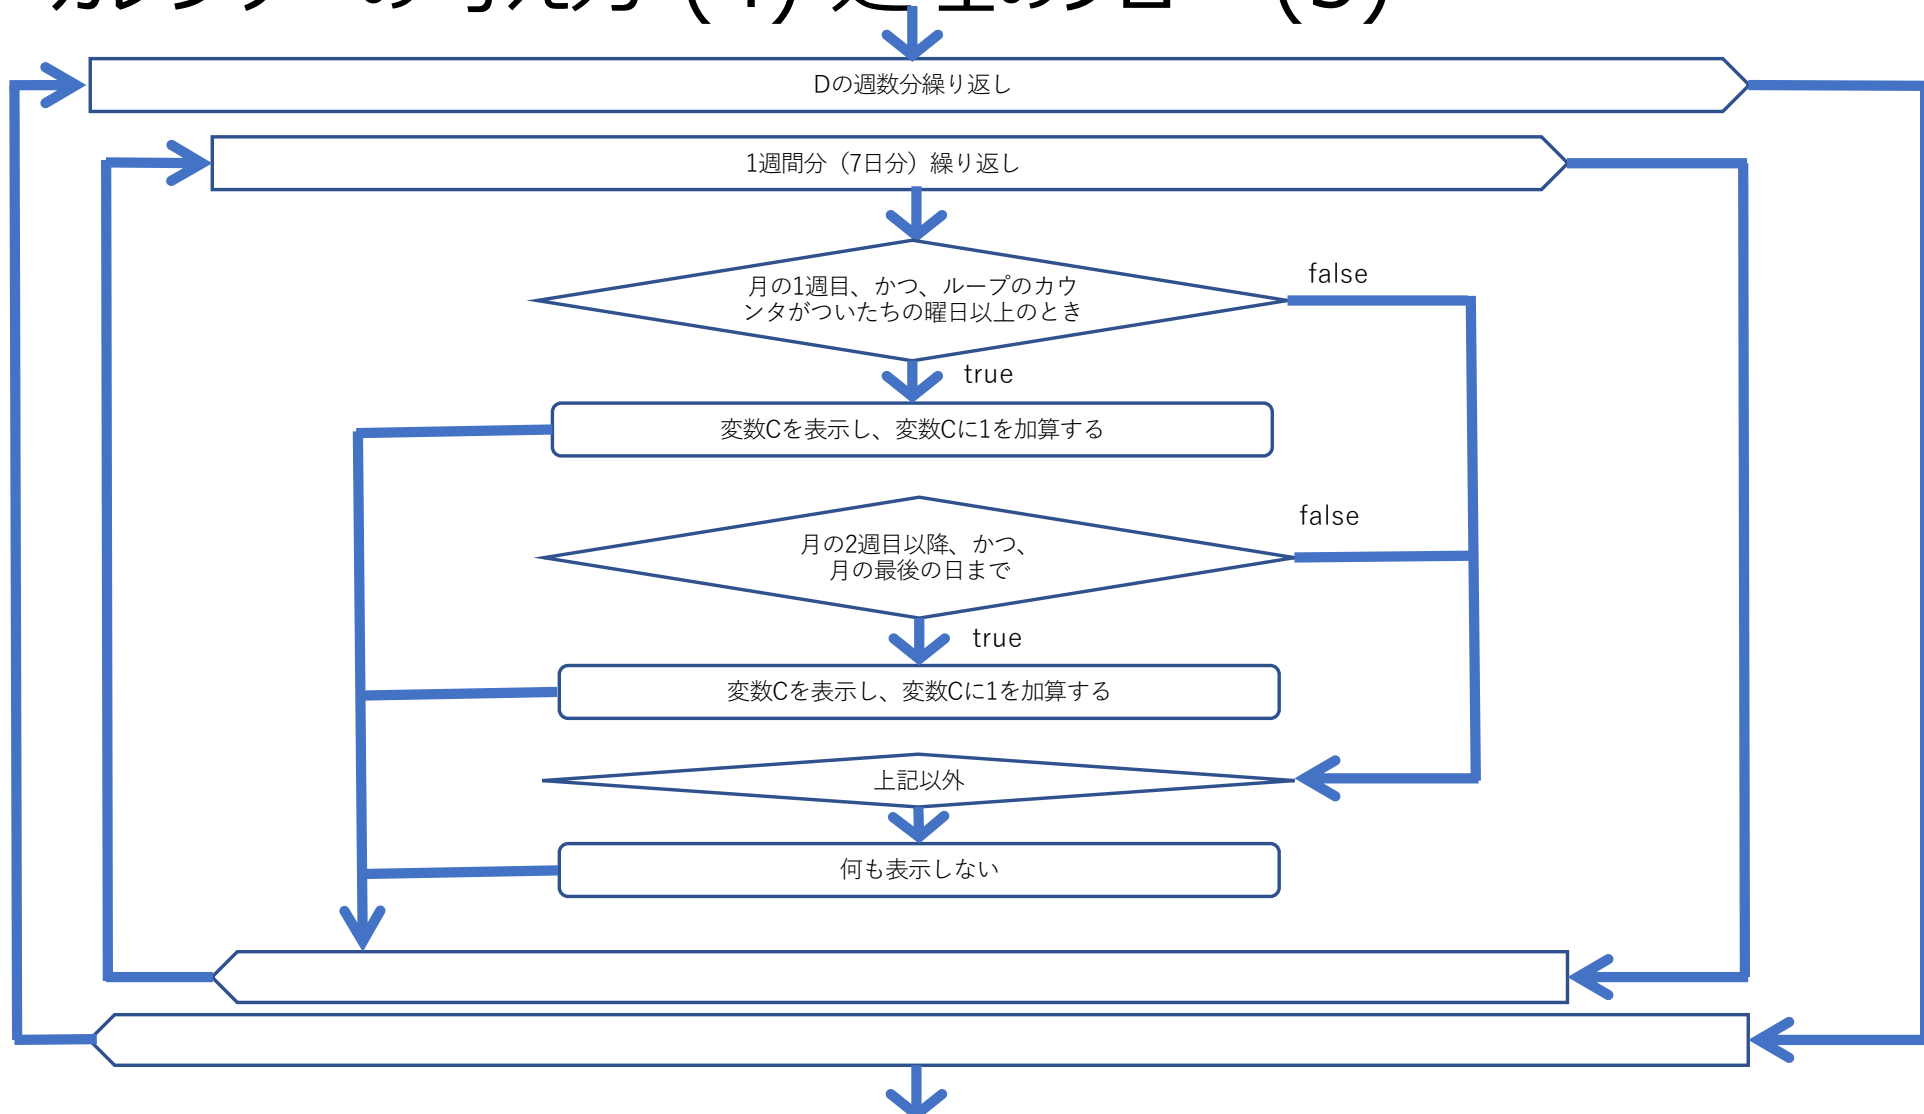 Dの週数分繰り返し
1週間分（7日分）繰り返し
月の1週目、かつ、ループのカウ
ンタがついたちの曜日以上のとき
false
true
変数Cを表示し、変数Cに1を加算する
月の2週目以降、かつ、
月の最後の日まで
false
true
変数Cを表示し、変数Cに1を加算する
上記以外
何も表示しない